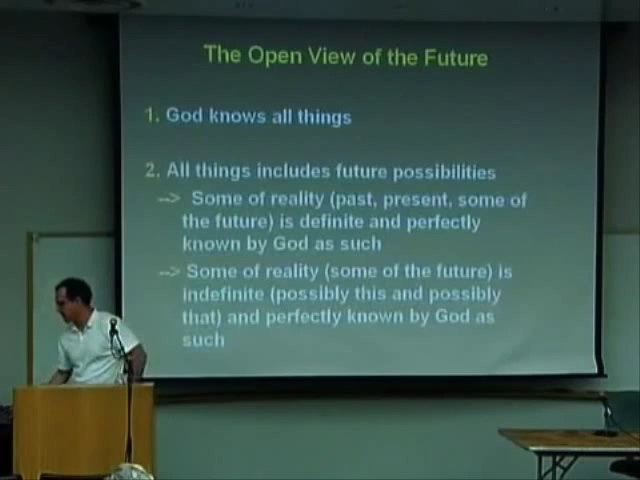 The Open View of the Future
1. God knows all things
2. All things includes future possibilities
--> Some of reality (past, present, some of
the future) is definite and perfectly
known by God as such
--> Some of reality (some of the future) is
indefinite (possibly this and possibly
that) and perfectly known by God as
such